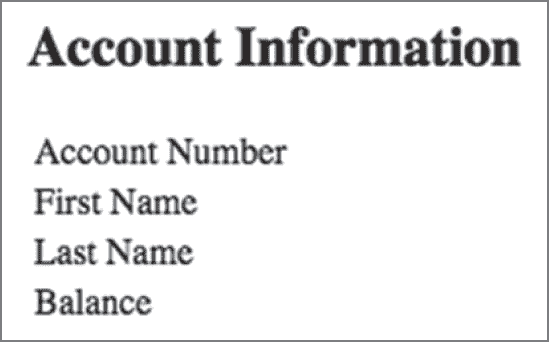 Account Information
Account Number
First Name
Last Name
Balance